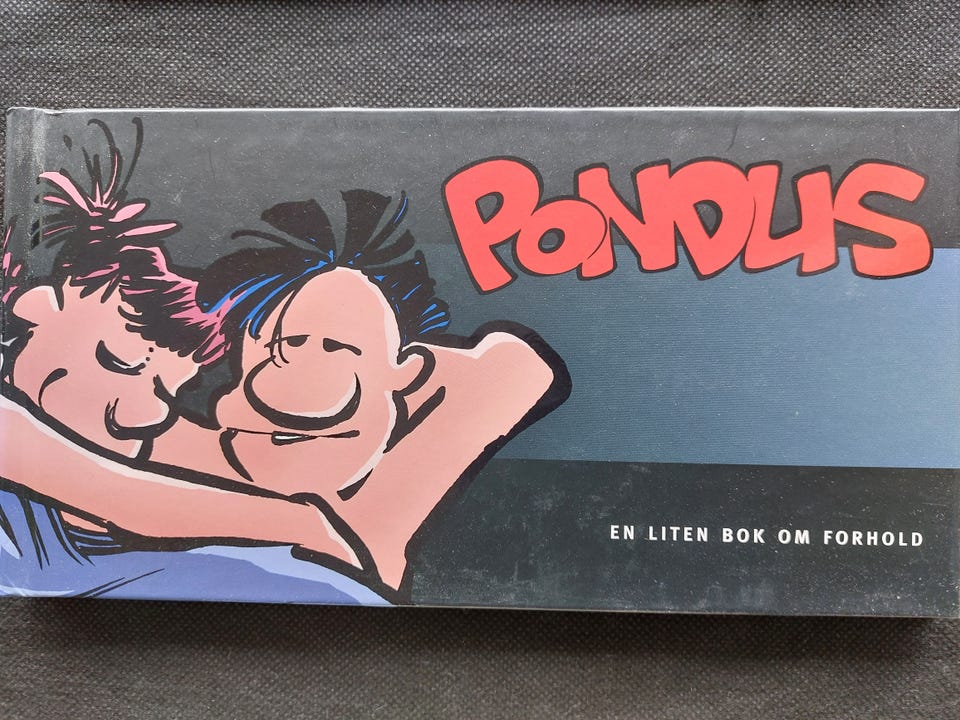 PONDUS
EN LITEN BOK OM FORHOLD